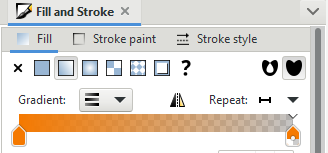 Fill and Stroke ×
Fill Stroke paint Stroke style
?
Gradient: Repeat: